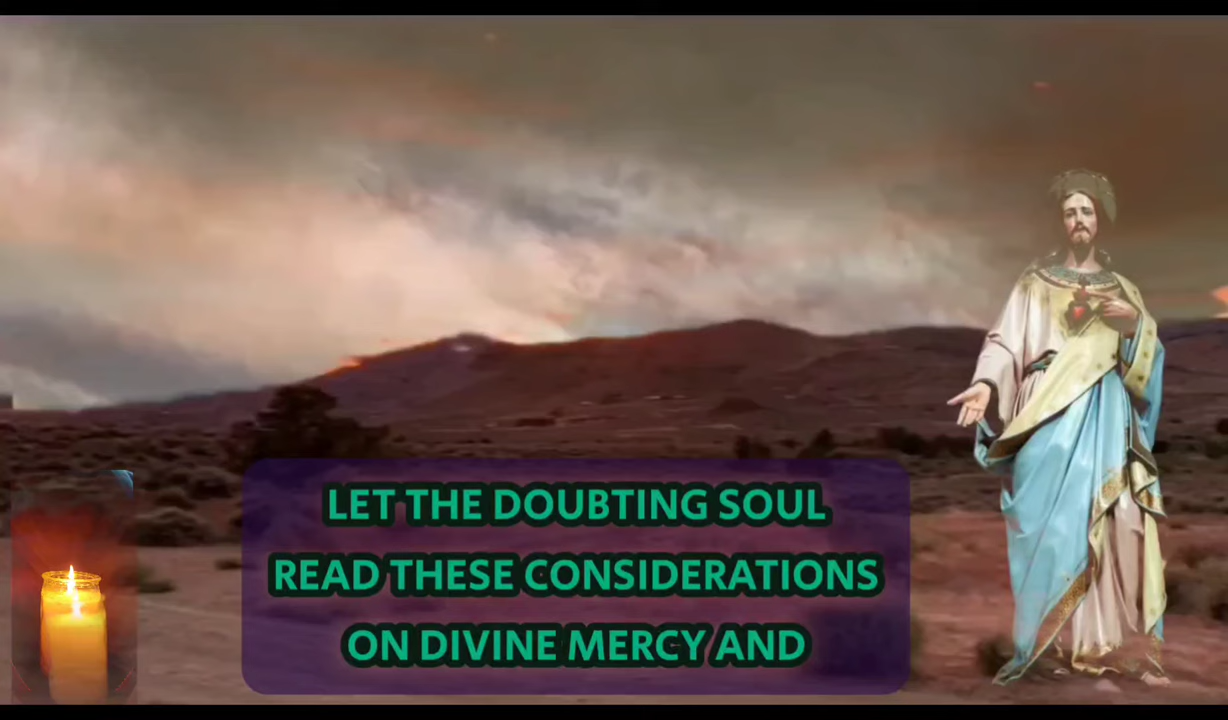 LET THE DOUBTING SOUL
READ THESE CONSIDERATIONS
ON DIVINE MERCY AND